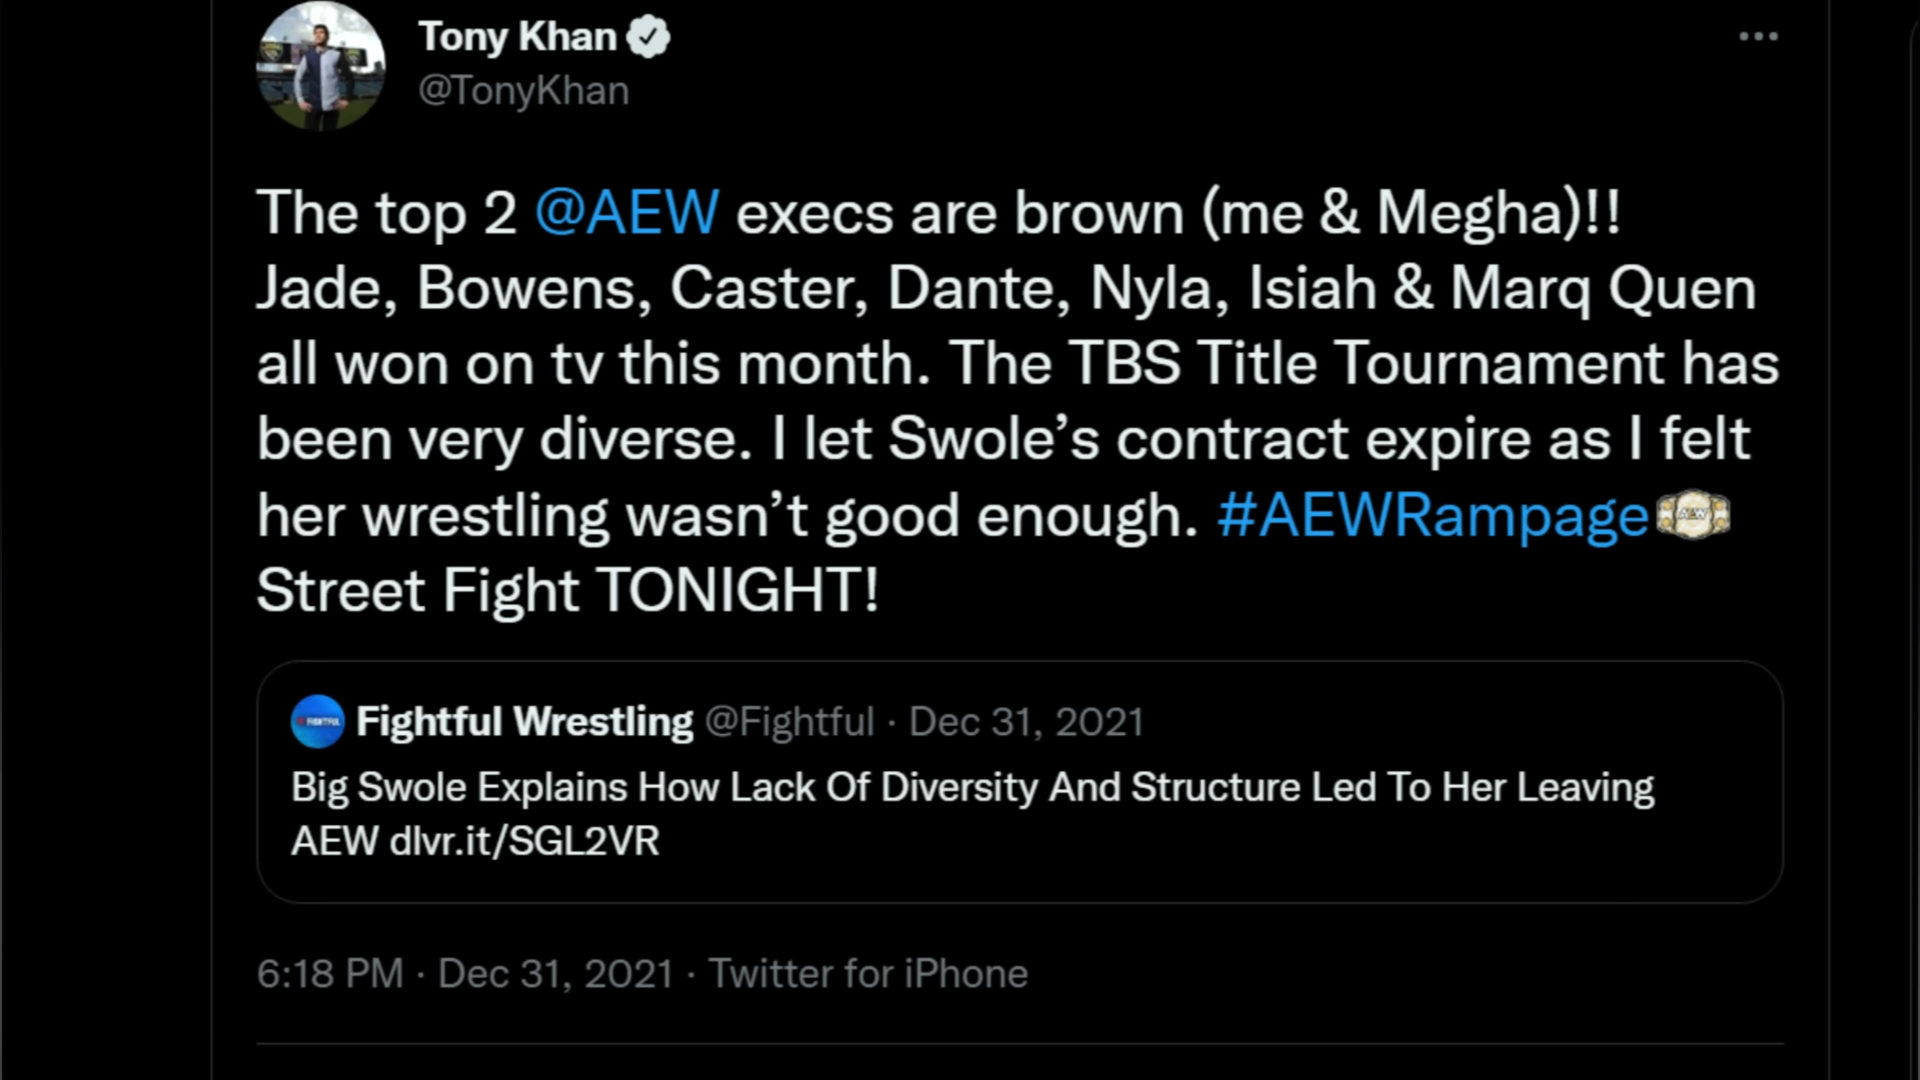 Tony Khan
@TonyKhan
The top 2 @AEW execs are brown (me & Megha)!!
Jade, Bowens, Caster, Dante, Nyla, Isiah & Marq Quen
all won on tv this month. The TBS Title Tournament has
been very diverse. I let Swole’s contract expire as I felt
her wrestling wasn’t good enough. #AEWRampage
Street Fight TONIGHT!
FIGHTFUL Fightful Wrestling @Fightful · Dec 31, 2021
Big Swole Explains How Lack Of Diversity And Structure Led To Her Leaving
AEW dlvr.it/SGL2VR
6:18 PM · Dec 31, 2021 · Twitter for iPhone